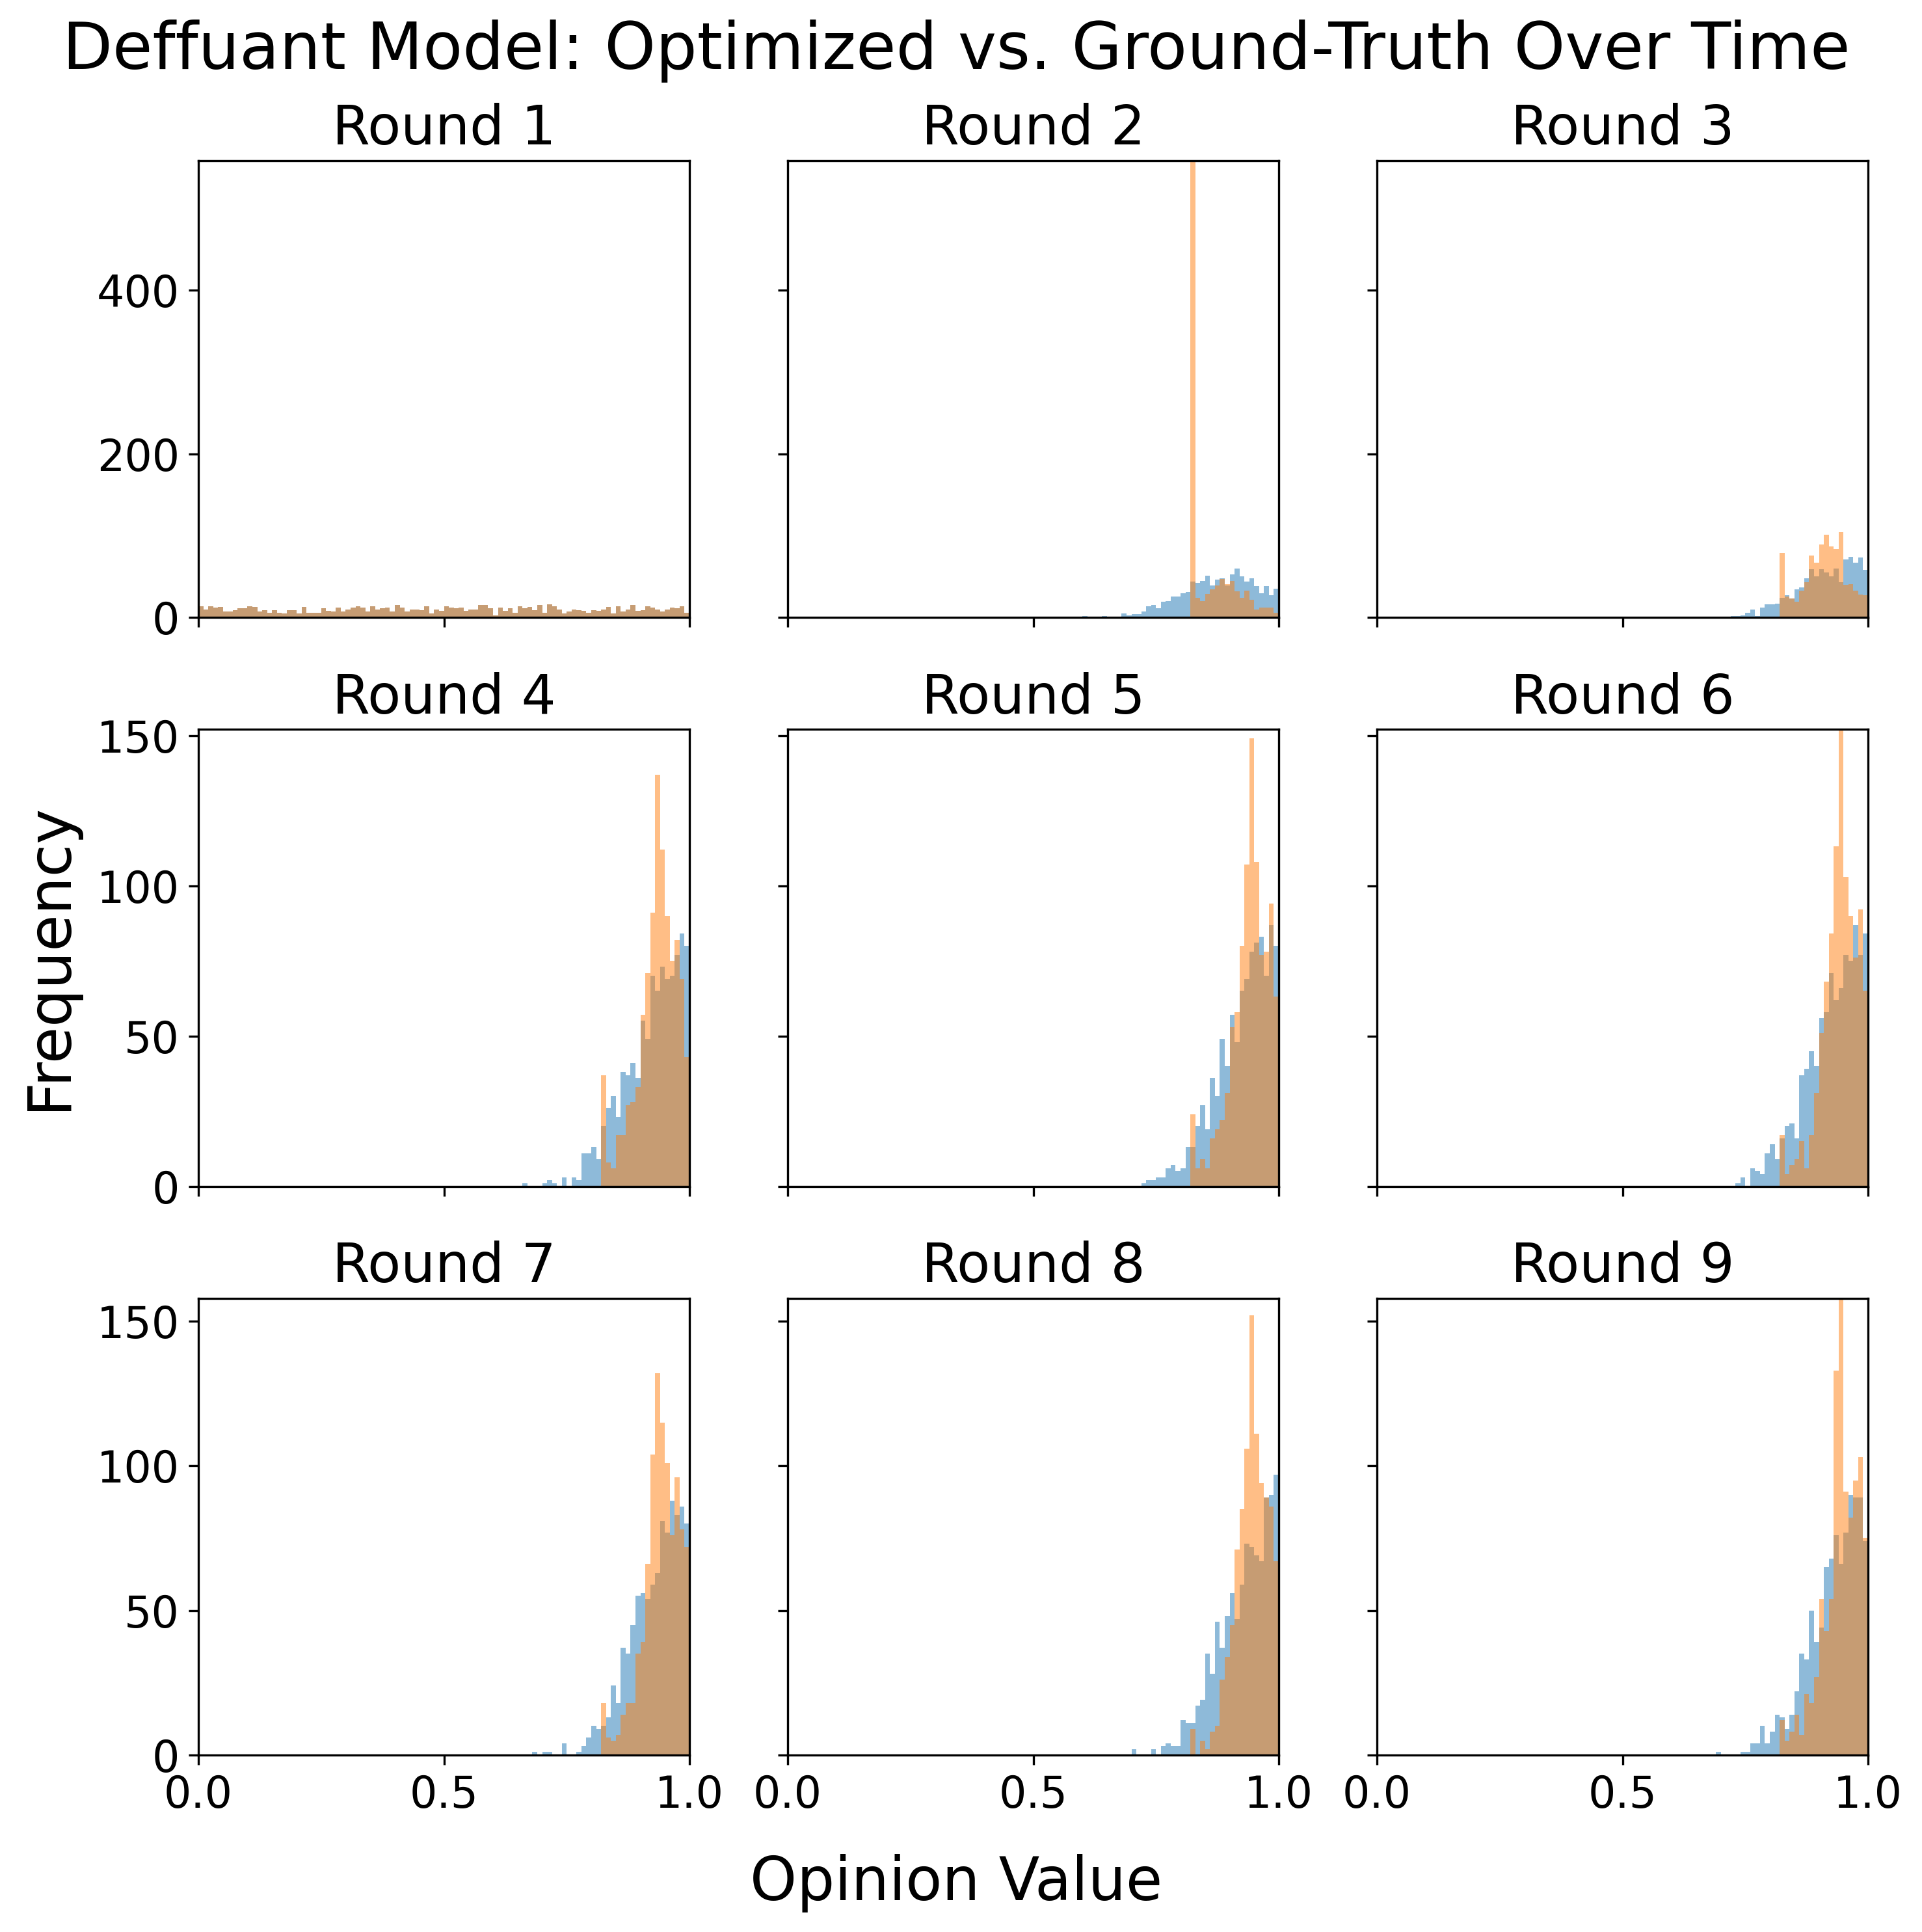 Deffuant Model: Optimized vs. Ground-Truth Over Time
Round 1
Round 2
Round 3
400
200
0
Round 4
Round 5
Round 6
150
100
50
0
Frequency
Round 7
Round 8
Round 9
150
100
50
0
0.0 0.5 1.0 0.0 0.5 1.0 0.0 0.5 1.0
Opinion Value